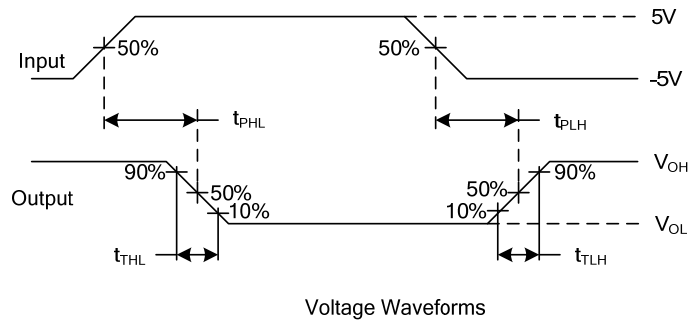 5V
Input
50%
50%
-5V
tPHL
tPLH
90%
90%
VOH
Output
50%
50%
10%
10%
VOL
tTHL
tTLH
Voltage Waveforms